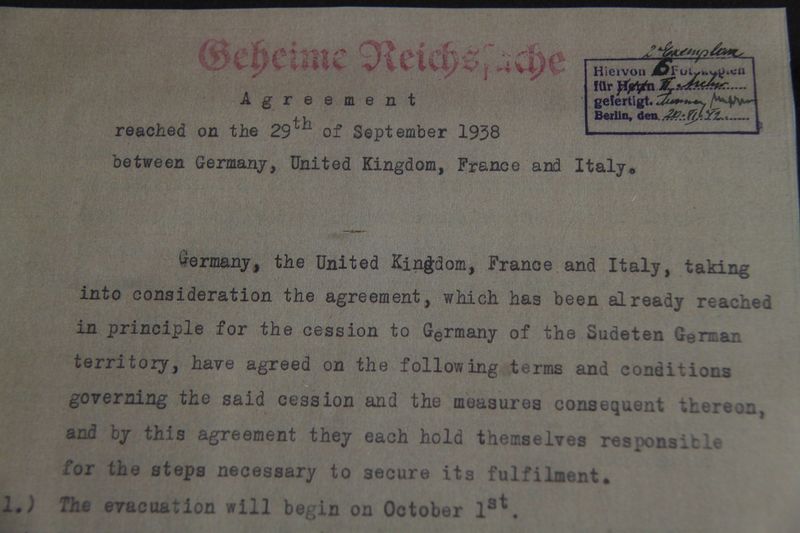 Geheime Reichssache
2 Exemplare
Hiervon 6 Fotokopien
für Herrn
gefertigt.
Berlin, den
A g r e e m e n t
reached on the 29th of September 1938
between Germany, United Kingdom, France and Italy.
Germany, the United Kingdom, France and Italy, taking
into consideration the agreement, which has been already reached
in principle for the cession to Germany of the Sudeten German
territory, have agreed on the following terms and conditions
governing the said cession and the measures consequent thereon,
and by this agreement they each hold themselves responsible
for the steps necessary to secure its fulfilment.
1.) The evacuation will begin on October 1st.